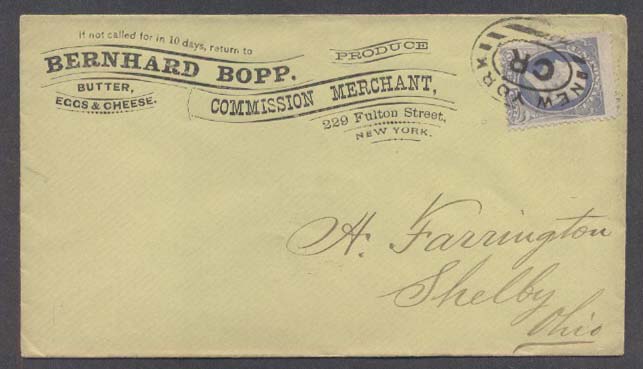 If not called for in 10 days, return to
BERNHARD BOPP.
BUTTER,
EGGS & CHEESE.
PRODUCE
COMMISSION MERCHANT,
229 Fulton Street,
NEW YORK.
NEW YORK
CR
A. Farrington
Shelby
Ohio